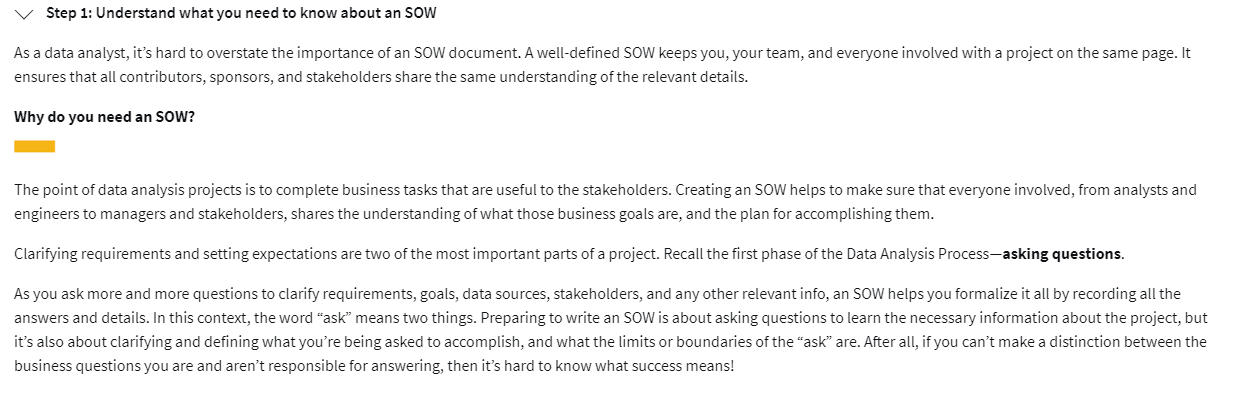 Step 1: Understand what you need to know about an SOW
As a data analyst, it's hard to overstate the importance of an SOW document. A well-defined SOW keeps you, your team, and everyone involved with a project on the same page. It
ensures that all contributors, sponsors, and stakeholders share the same understanding of the relevant details.
Why do you need an SOW?
The point of data analysis projects is to complete business tasks that are useful to the stakeholders. Creating an SOW helps to make sure that everyone involved, from analysts and
engineers to managers and stakeholders, shares the understanding of what those business goals are, and the plan for accomplishing them.
Clarifying requirements and setting expectations are two of the most important parts of a project. Recall the first phase of the Data Analysis Process—asking questions.
As you ask more and more questions to clarify requirements, goals, data sources, stakeholders, and any other relevant info, an SOW helps you formalize it all by recording all the
answers and details. In this context, the word “ask” means two things. Preparing to write an SOW is about asking questions to learn the necessary information about the project, but
it's also about clarifying and defining what you're being asked to accomplish, and what the limits or boundaries of the “ask” are. After all, if you can't make a distinction between the
business questions you are and aren't responsible for answering, then it's hard to know what success means!